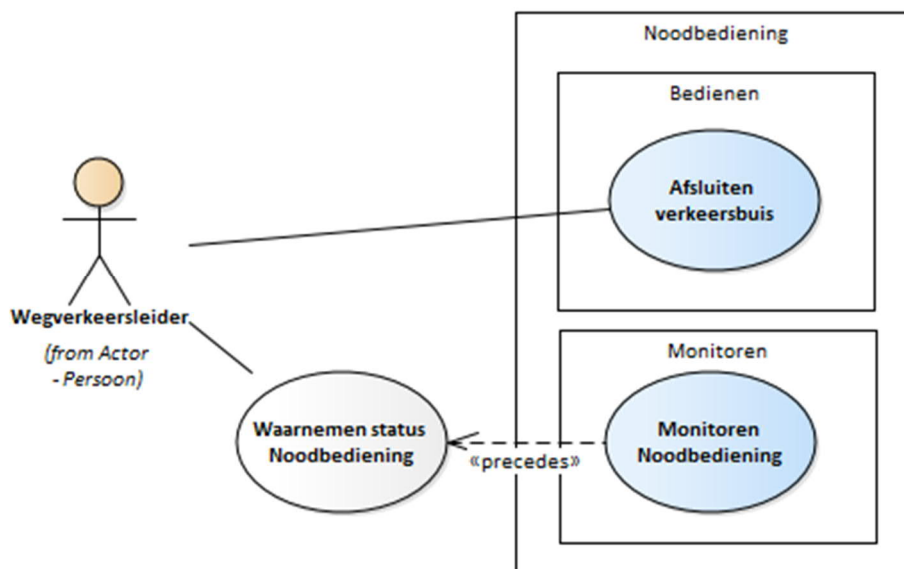 Noodbediening
Bedienen
Afsluiten
verkeersbuis
Wegverkeersleider
(from Actor
- Persoon)
Monitoren
Waarnemen status
Noodbediening
«precedes»
Monitoren
Noodbediening